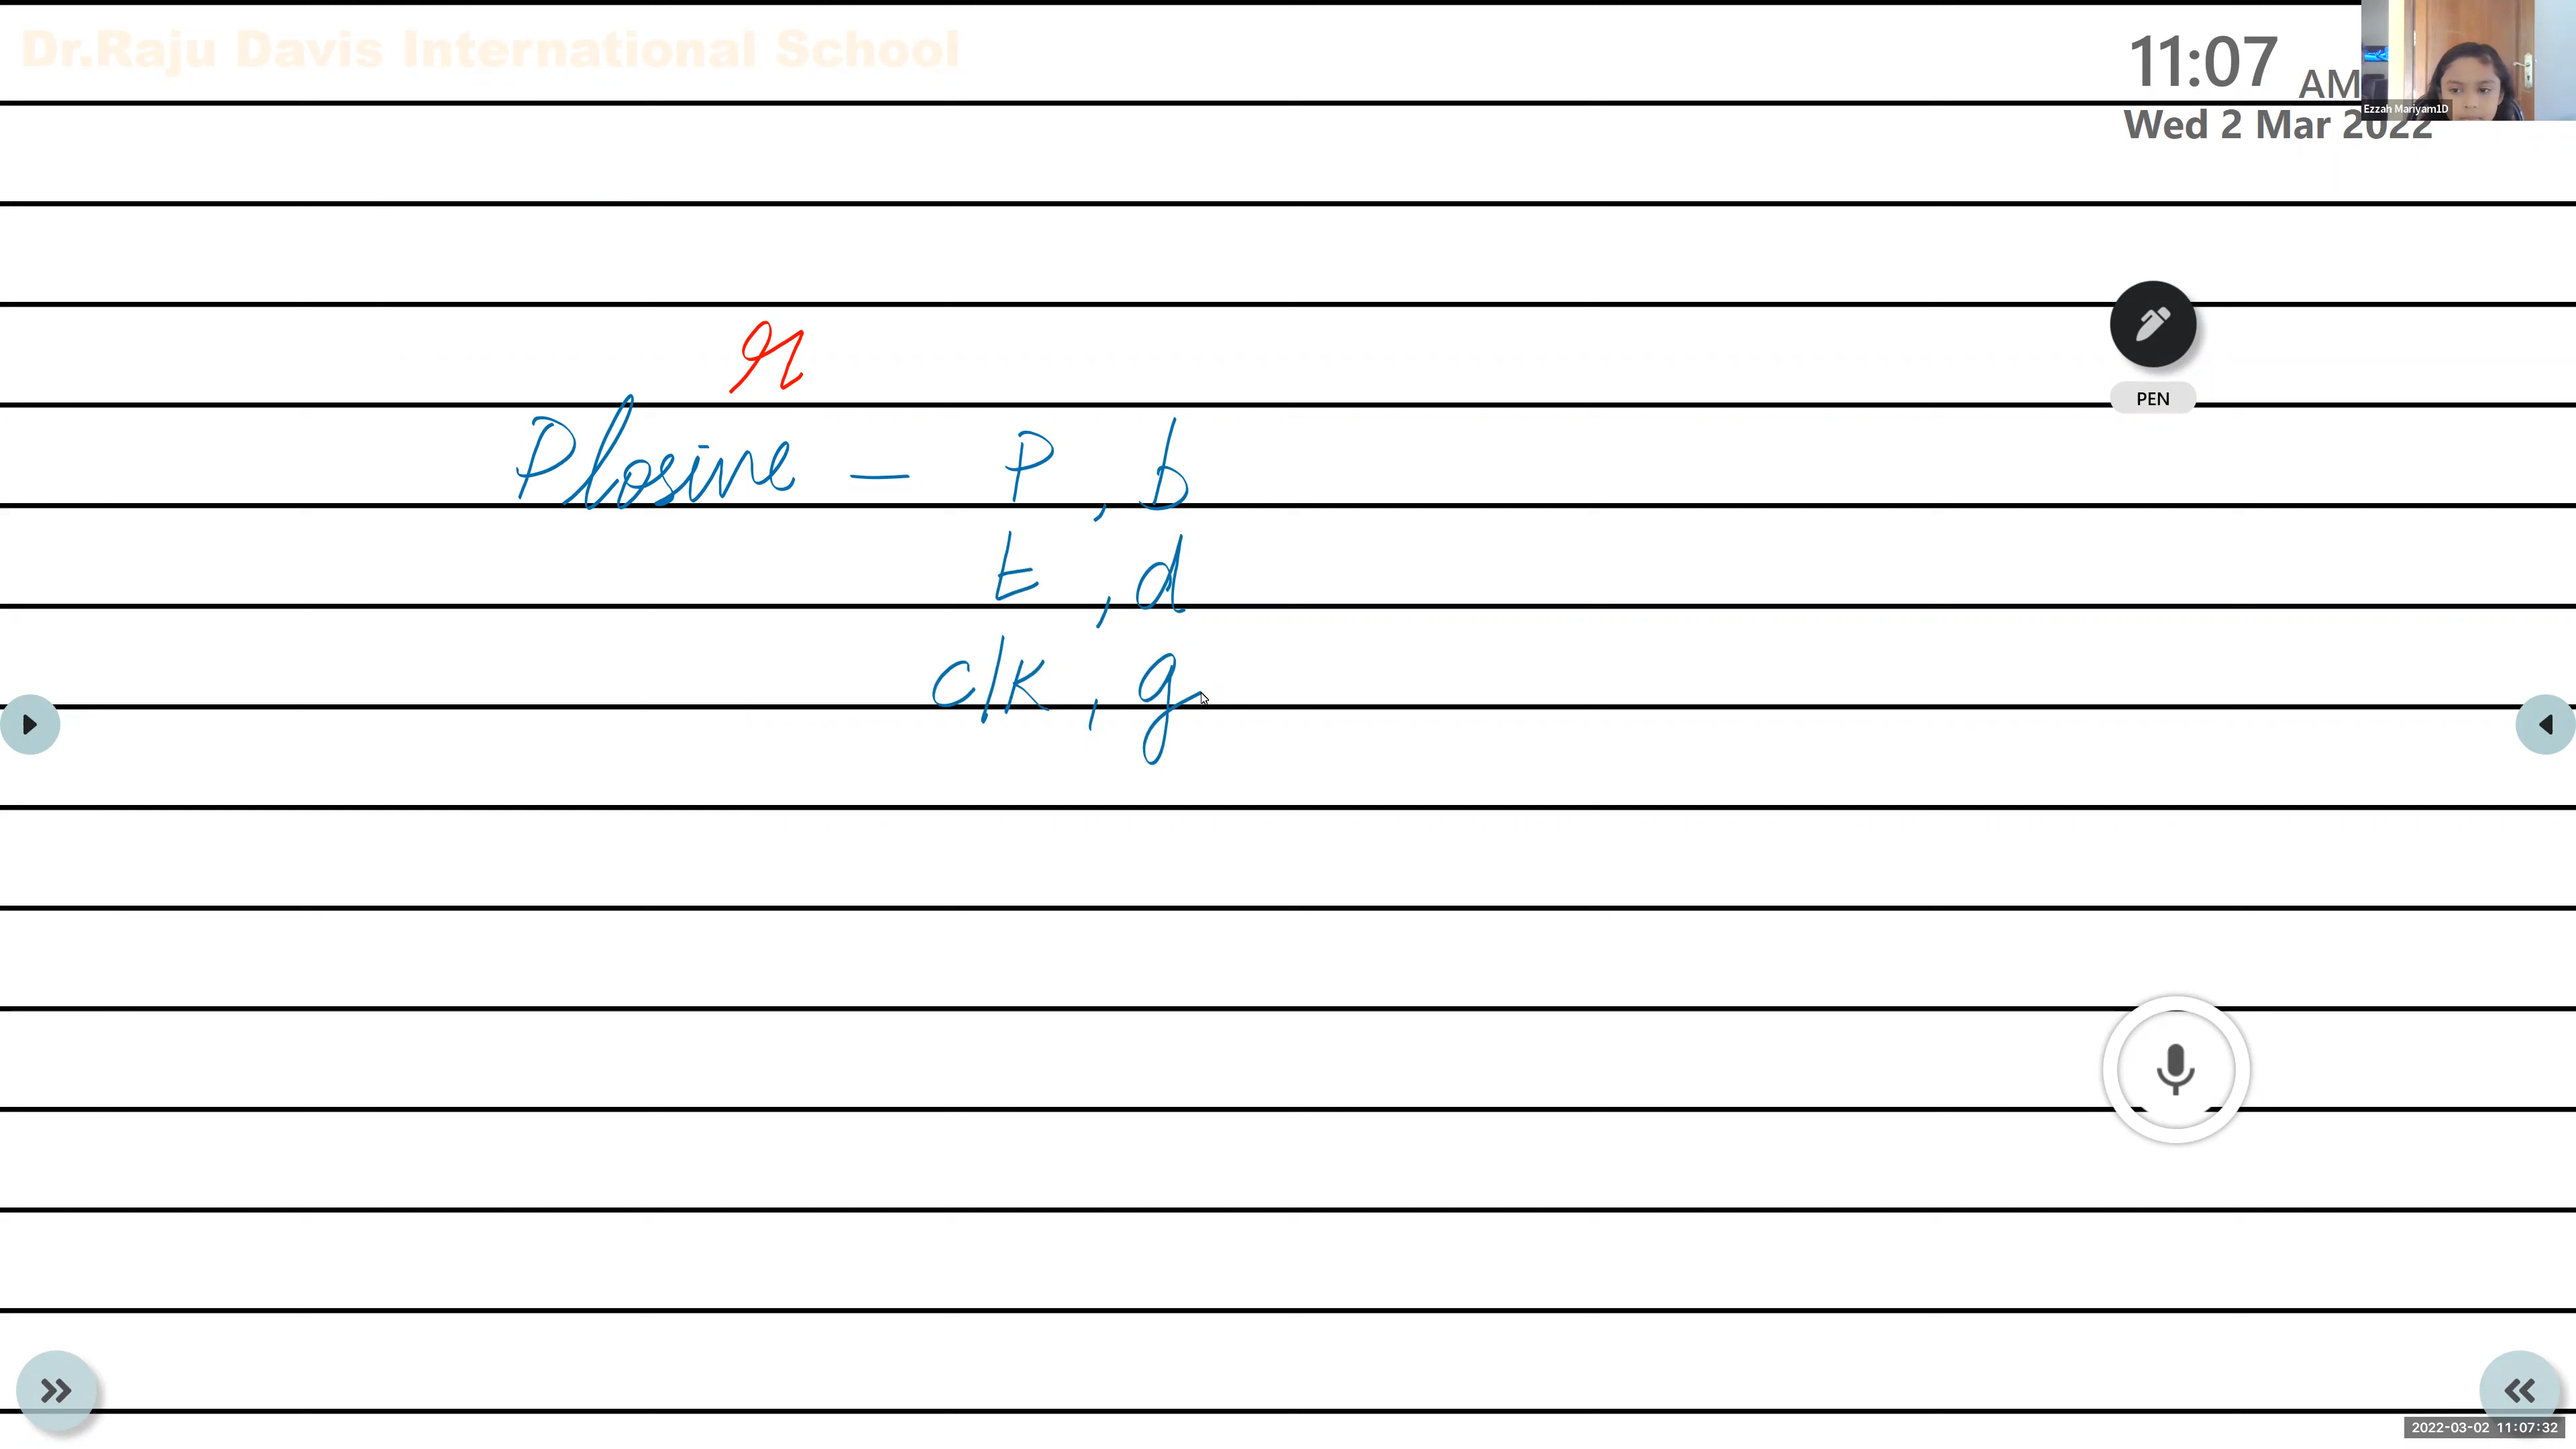 Dr.Raju Davis International School
11:07 AM
Ezzah Mariyam1D
Wed 2 Mar 2022
r
PEN
Plosive — P, b
t, d
c/k, g
2022-03-02 11:07:32